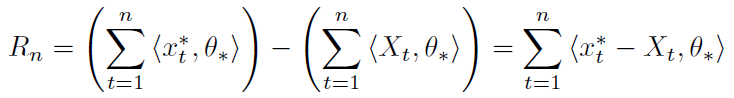 $R_n = \left( \sum_{t=1}^{n} \langle x_t^*, \theta_* \rangle \right) - \left( \sum_{t=1}^{n} \langle X_t, \theta_* \rangle \right) = \sum_{t=1}^{n} \langle x_t^* - X_t, \theta_* \rangle$